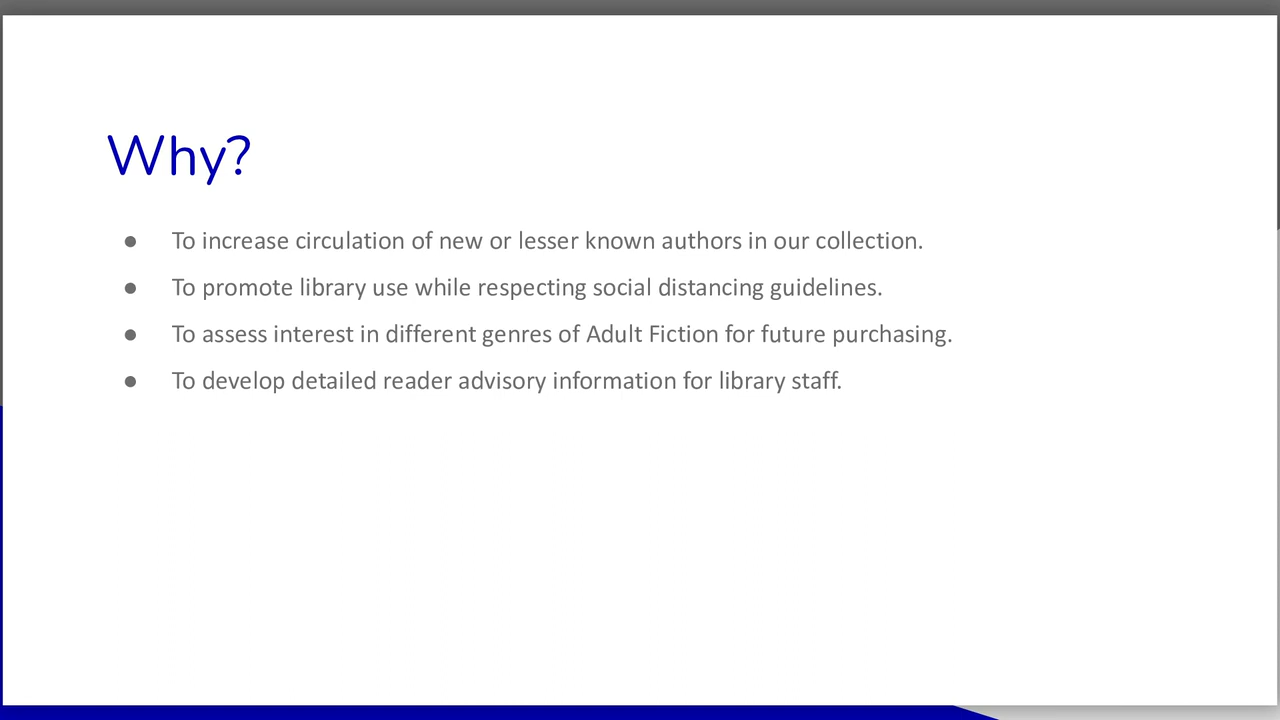 Why?
● To increase circulation of new or lesser known authors in our collection.
● To promote library use while respecting social distancing guidelines.
● To assess interest in different genres of Adult Fiction for future purchasing.
● To develop detailed reader advisory information for library staff.